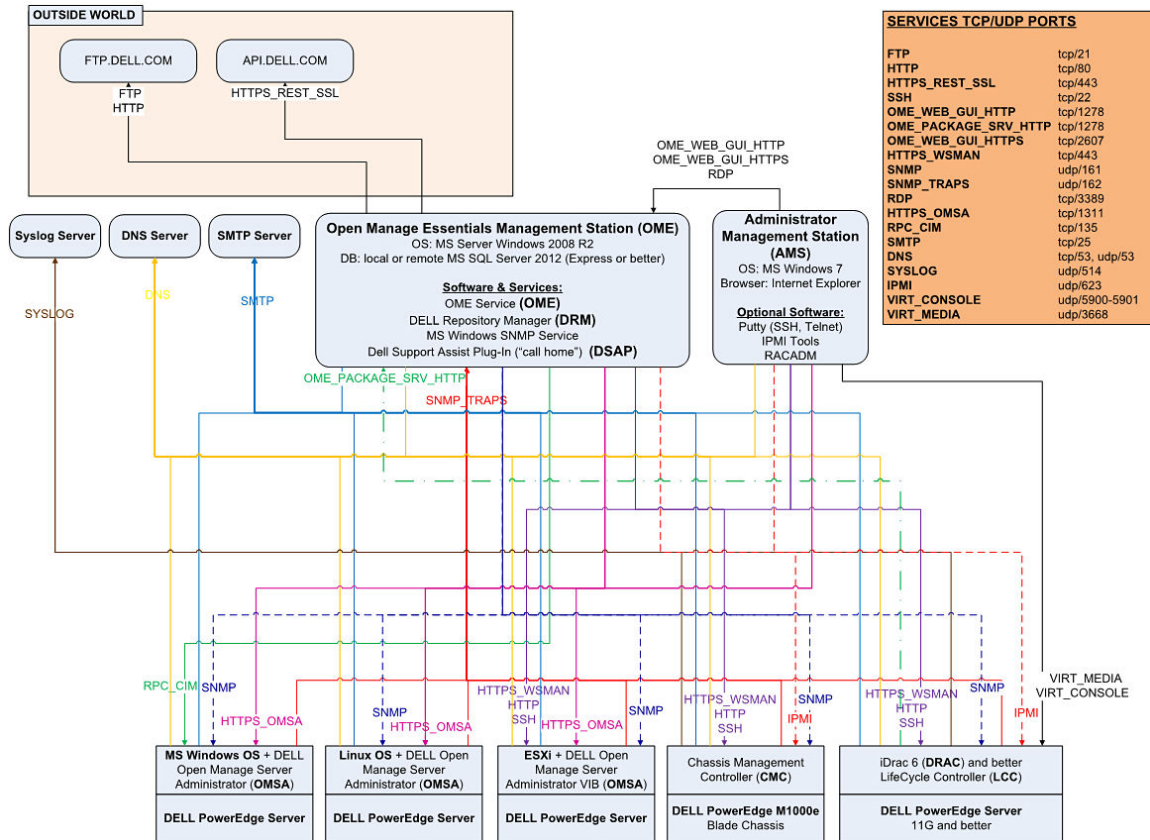 OUTSIDE WORLD
FTP.DELL.COM
API.DELL.COM
FTP
HTTP
HTTPS_REST_SSL
SERVICES TCP/UDP PORTS
FTP tcp/21
HTTP tcp/80
HTTPS_REST_SSL tcp/443
SSH tcp/22
OME_WEB_GUI_HTTP tcp/1278
OME_PACKAGE_SRV_HTTP tcp/1278
OME_WEB_GUI_HTTPS tcp/2607
HTTPS_WSMAN tcp/443
SNMP udp/161
SNMP_TRAPS udp/162
RDP tcp/3389
HTTPS_OMSA tcp/1311
RPC_CIM tcp/135
SMTP tcp/25
DNS tcp/53, udp/53
SYSLOG udp/514
IPMI udp/623
VIRT_CONSOLE udp/5900-5901
VIRT_MEDIA udp/3668
OME_WEB_GUI_HTTP
OME_WEB_GUI_HTTPS
RDP
Syslog Server
DNS Server
SMTP Server
Open Manage Essentials Management Station (OME)
OS: MS Server Windows 2008 R2
DB: local or remote MS SQL Server 2012 (Express or better)
Software & Services:
OME Service (OME)
DELL Repository Manager (DRM)
MS Windows SNMP Service
Dell Support Assist Plug-In (“call home”) (DSAP)
Administrator
Management Station
(AMS)
OS: MS Windows 7
Browser: Internet Explorer
Optional Software:
Putty (SSH, Telnet)
IPMI Tools
RACADM
SYSLOG
DNS
SMTP
OME_PACKAGE_SRV_HTTP
SNMP_TRAPS
RPC_CIM
SNMP
HTTPS_OMSA
SNMP
HTTPS_OMSA
HTTPS_WSMAN
HTTP
SSH
HTTPS_OMSA
SNMP
HTTPS_WSMAN
HTTP
SSH
IPMI
SNMP
HTTPS_WSMAN
HTTP
SSH
SNMP
IPMI
VIRT_MEDIA
VIRT_CONSOLE
MS Windows OS + DELL
Open Manage Server
Administrator (OMSA)
DELL PowerEdge Server
Linux OS + DELL Open
Manage Server
Administrator (OMSA)
DELL PowerEdge Server
ESXi + DELL Open
Manage Server
Administrator VIB (OMSA)
DELL PowerEdge Server
Chassis Management
Controller (CMC)
DELL PowerEdge M1000e
Blade Chassis
iDrac 6 (DRAC) and better
LifeCycle Controller (LCC)
DELL PowerEdge Server
11G and better